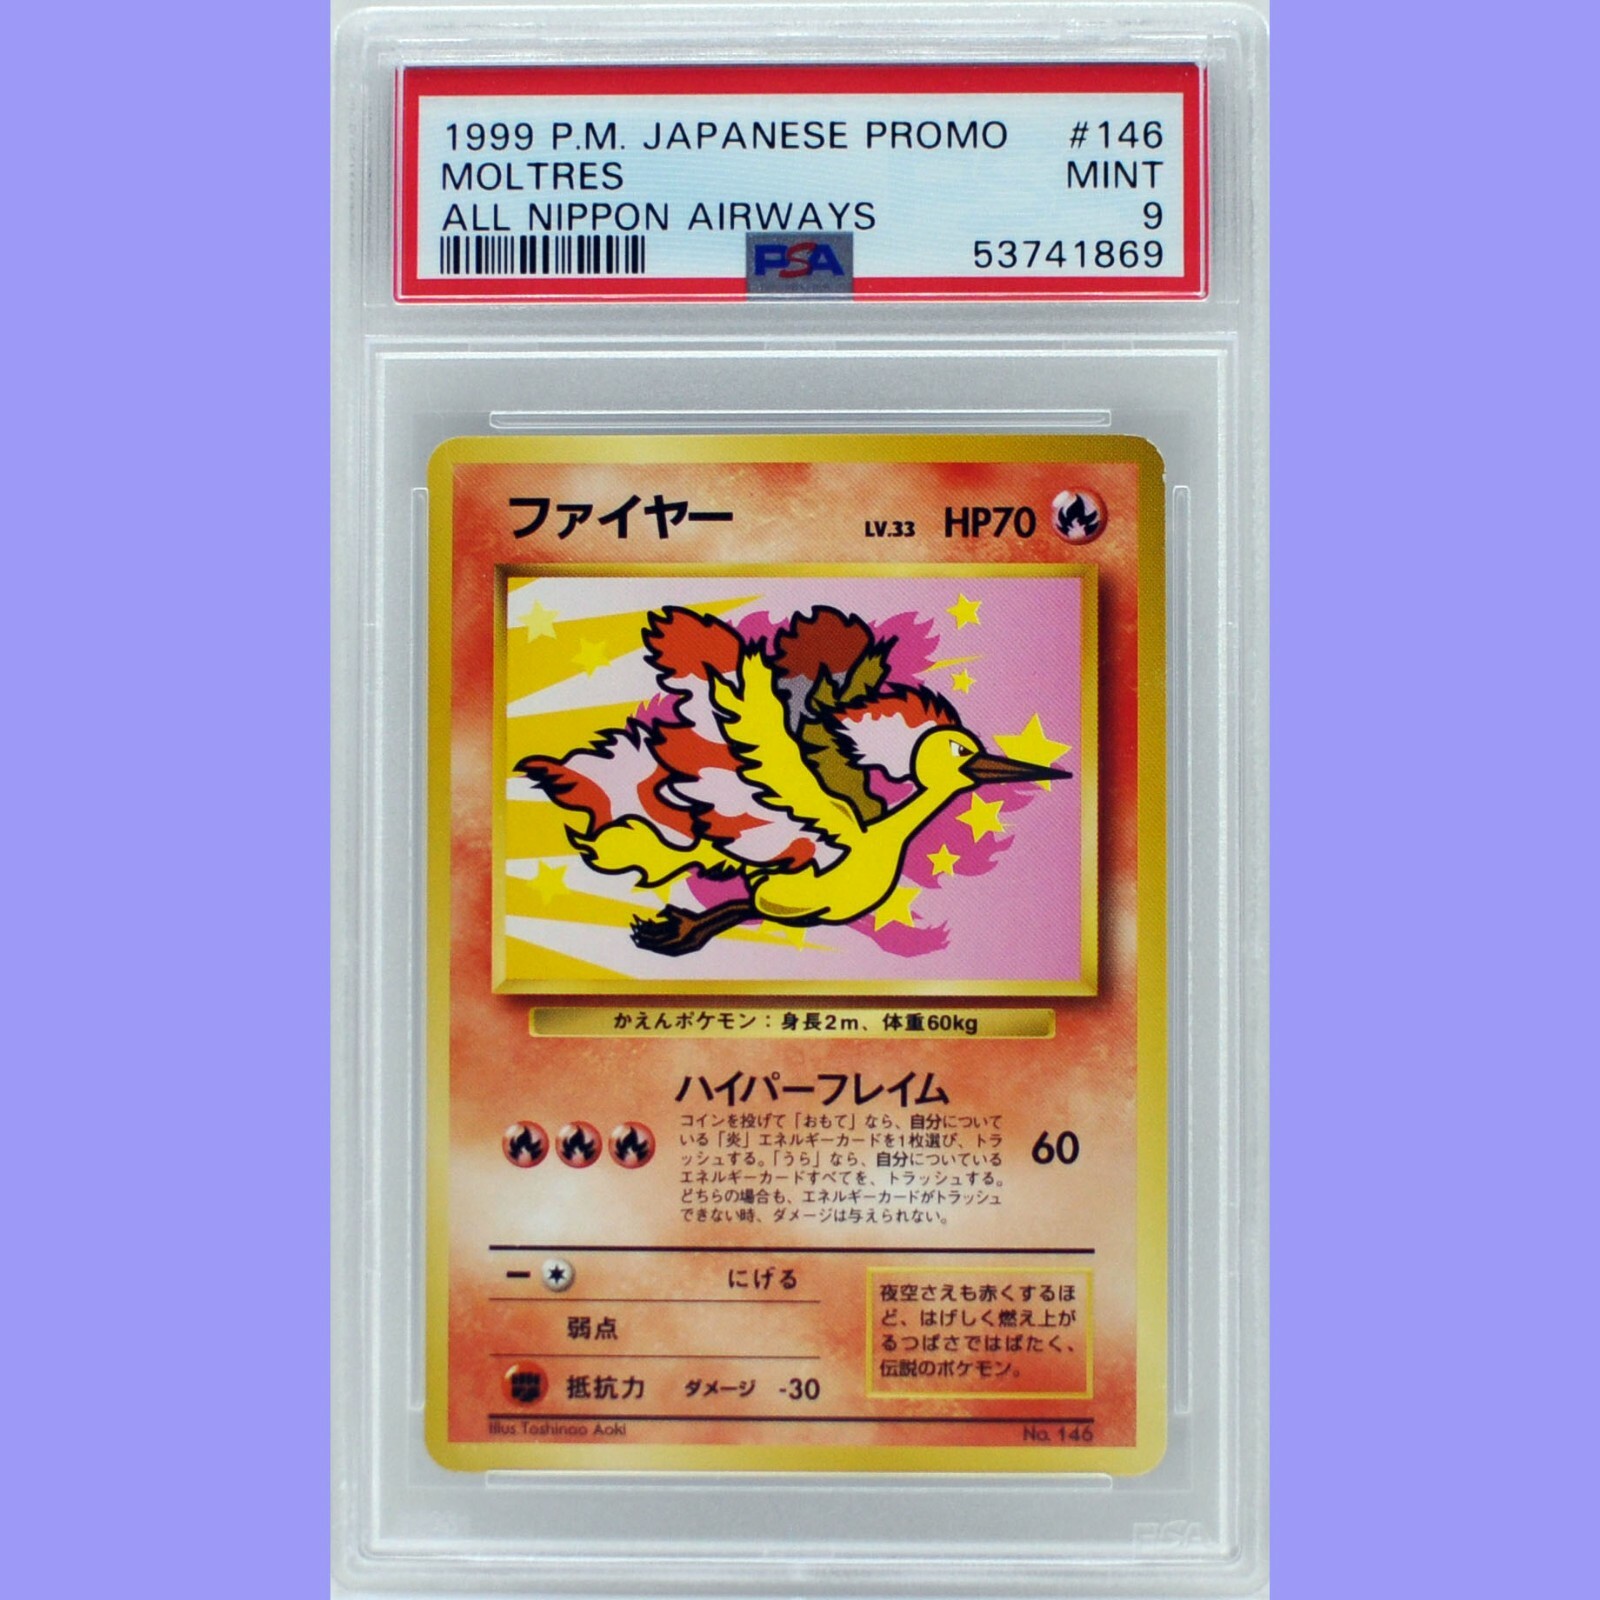 1999 P.M. JAPANESE PROMO #146
MOLTRES MINT
ALL NIPPON AIRWAYS 9
PSA 53741869
ファイヤー LV.33 HP70
かえんポケモン：身長2m、体重60kg
ハイパーフレイム
コインを投げて「おもて」なら、自分について
いる「炎」エネルギーカードを1枚選び、トラ
ッシュする。「うら」なら、自分についている
エネルギーカードすべてを、トラッシュする。
どちらの場合も、エネルギーカードがトラッシュ
できない時、ダメージは与えられない。
60
にげる
弱点
抵抗力 ダメージ -30
夜空さえも赤くするほ
ど、はげしく燃え上が
るつばさではばたく、
伝説のポケモン。
Illus.Toshinao Aoki No. 146
PSA